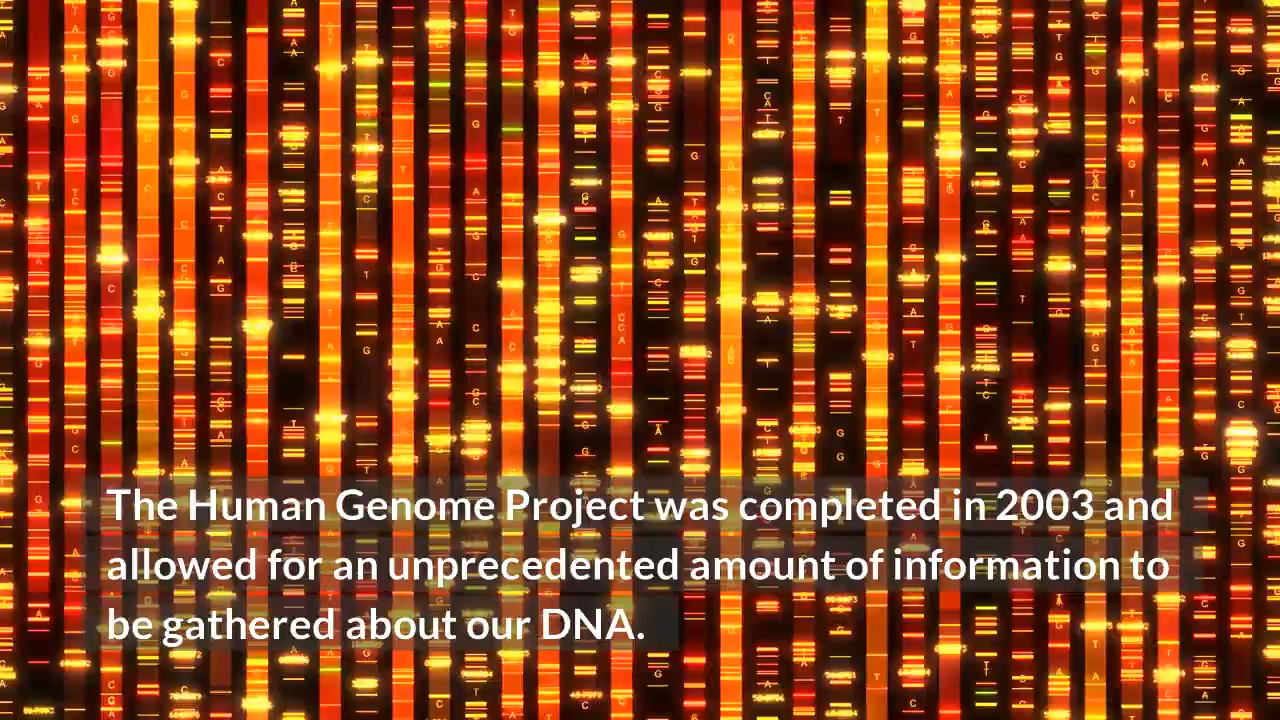 The Human Genome Project was completed in 2003 and
allowed for an unprecedented amount of information to
be gathered about our DNA.